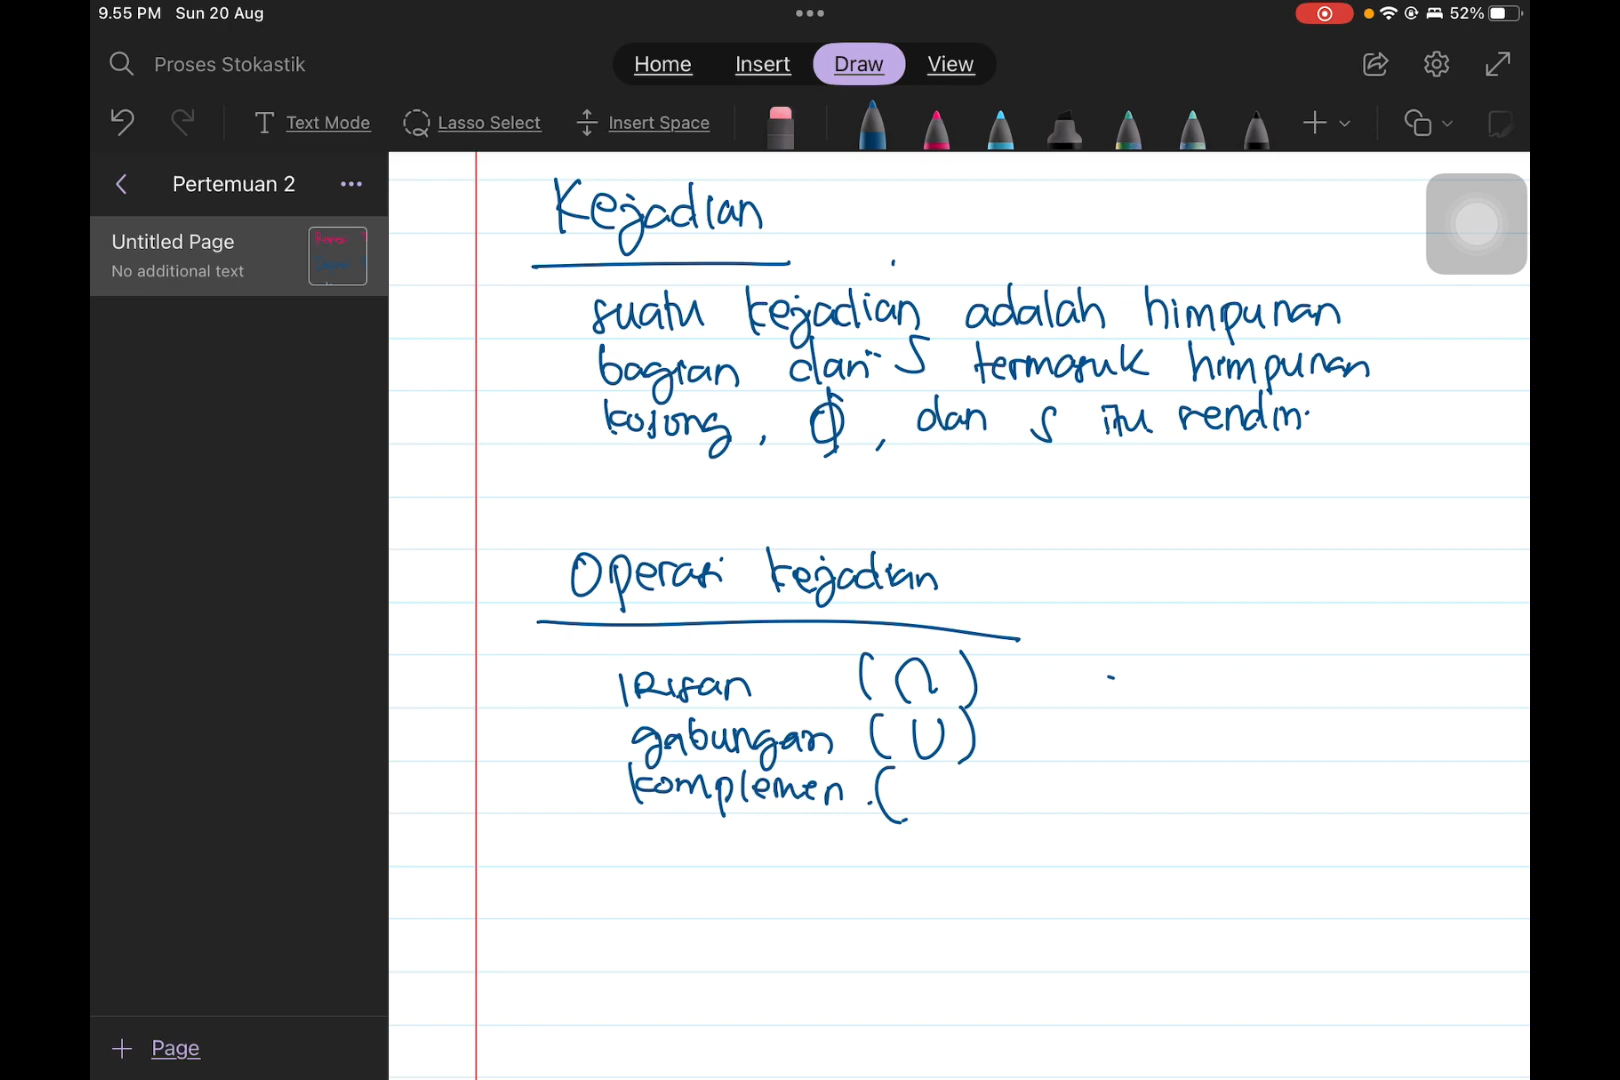 9.55 PM Sun 20 Aug
52%
Proses Stokastik
Home Insert Draw View
Text Mode Lasso Select Insert Space
Pertemuan 2
Untitled Page
No additional text
Page
Kejadian
suatu kejadian adalah himpunan
bagian dari S termasuk himpunan
kosong, ϕ, dan S itu sendiri
Operasi kejadian
Irisan (∩)
gabungan (∪)
komplemen (